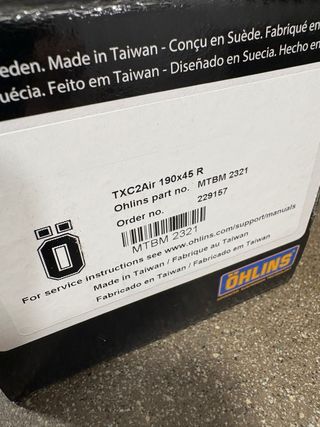 eden. Made in Taiwan - Conçu en Suède. Fabriqué en
uécia. Feito em Taiwan - Diseñado en Suecia. Hecho en
TXC2Air 190x45 R
Ohlins part no. MTBM 2321
Order no. 229157
MTBM 2321
Ö
For service instructions see www.ohlins.com/support/manuals
Made in Taiwan / Fabrique au Taiwan
Fabricado en Taiwan / Fabricado em Taiwan
ÖHLINS